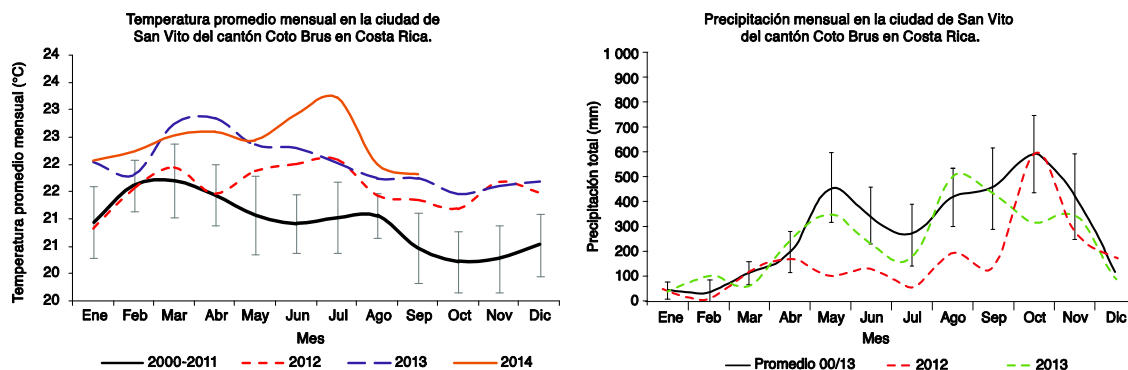 Temperatura promedio mensual en la ciudad de
San Vito del cantón Coto Brus en Costa Rica.
Temperatura promedio mensual (°C)
24
24
23
23
22
22
21
21
20
20
Ene Feb Mar Abr May Jun Jul Ago Sep Oct Nov Dic
Mes
2000-2011 2012 2013 2014
Precipitación mensual en la ciudad de San Vito
del cantón Coto Brus en Costa Rica.
Precipitación total (mm)
1 000
900
800
700
600
500
400
300
200
100
0
Ene Feb Mar Abr May Jun Jul Ago Sep Oct Nov Dic
Mes
Promedio 00/13 2012 2013